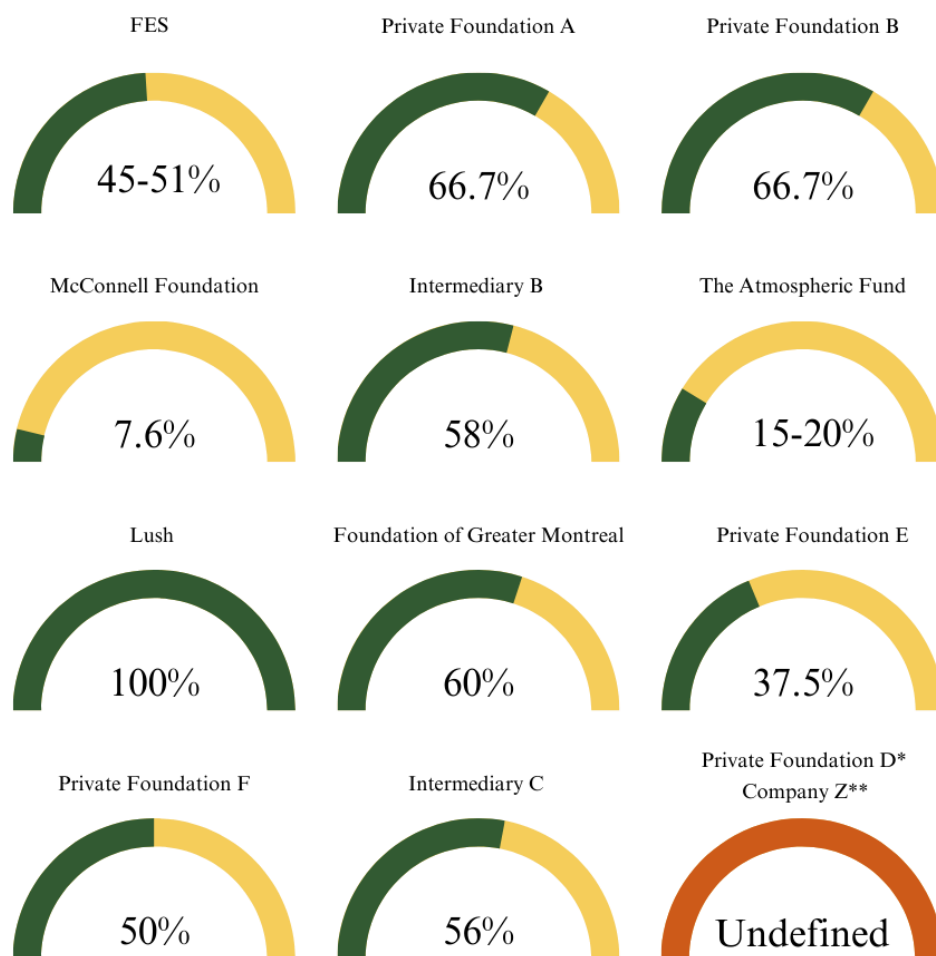 FES
Private Foundation A
Private Foundation B
45-51%
66.7%
66.7%
McConnell Foundation
Intermediary B
The Atmospheric Fund
7.6%
58%
15-20%
Lush
Foundation of Greater Montreal
Private Foundation E
100%
60%
37.5%
Private Foundation F
Intermediary C
Private Foundation D*
Company Z**
50%
56%
Undefined